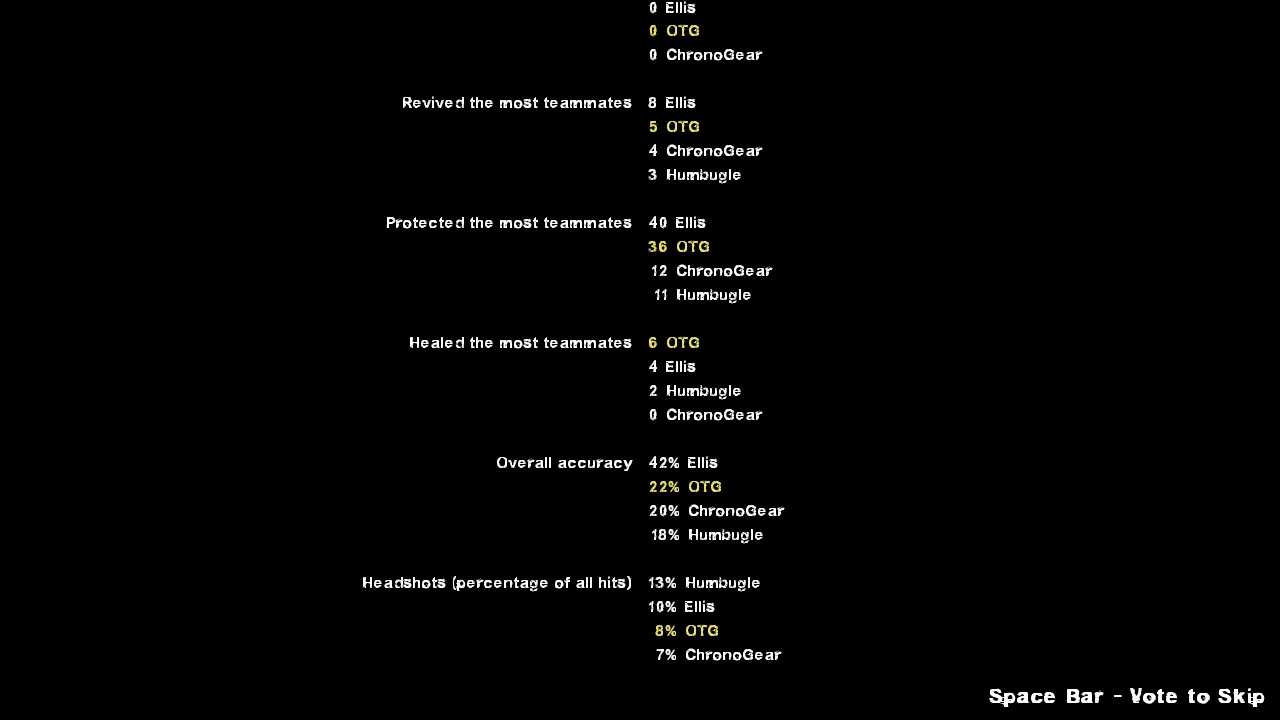 0 Ellis
0 OTG
0 ChronoGear
Revived the most teammates 8 Ellis
5 OTG
4 ChronoGear
3 Humbugle
Protected the most teammates 40 Ellis
36 OTG
12 ChronoGear
11 Humbugle
Healed the most teammates 6 OTG
4 Ellis
2 Humbugle
0 ChronoGear
Overall accuracy 42% Ellis
22% OTG
20% ChronoGear
18% Humbugle
Headshots (percentage of all hits) 13% Humbugle
10% Ellis
8% OTG
7% ChronoGear
Space Bar - Vote to Skip